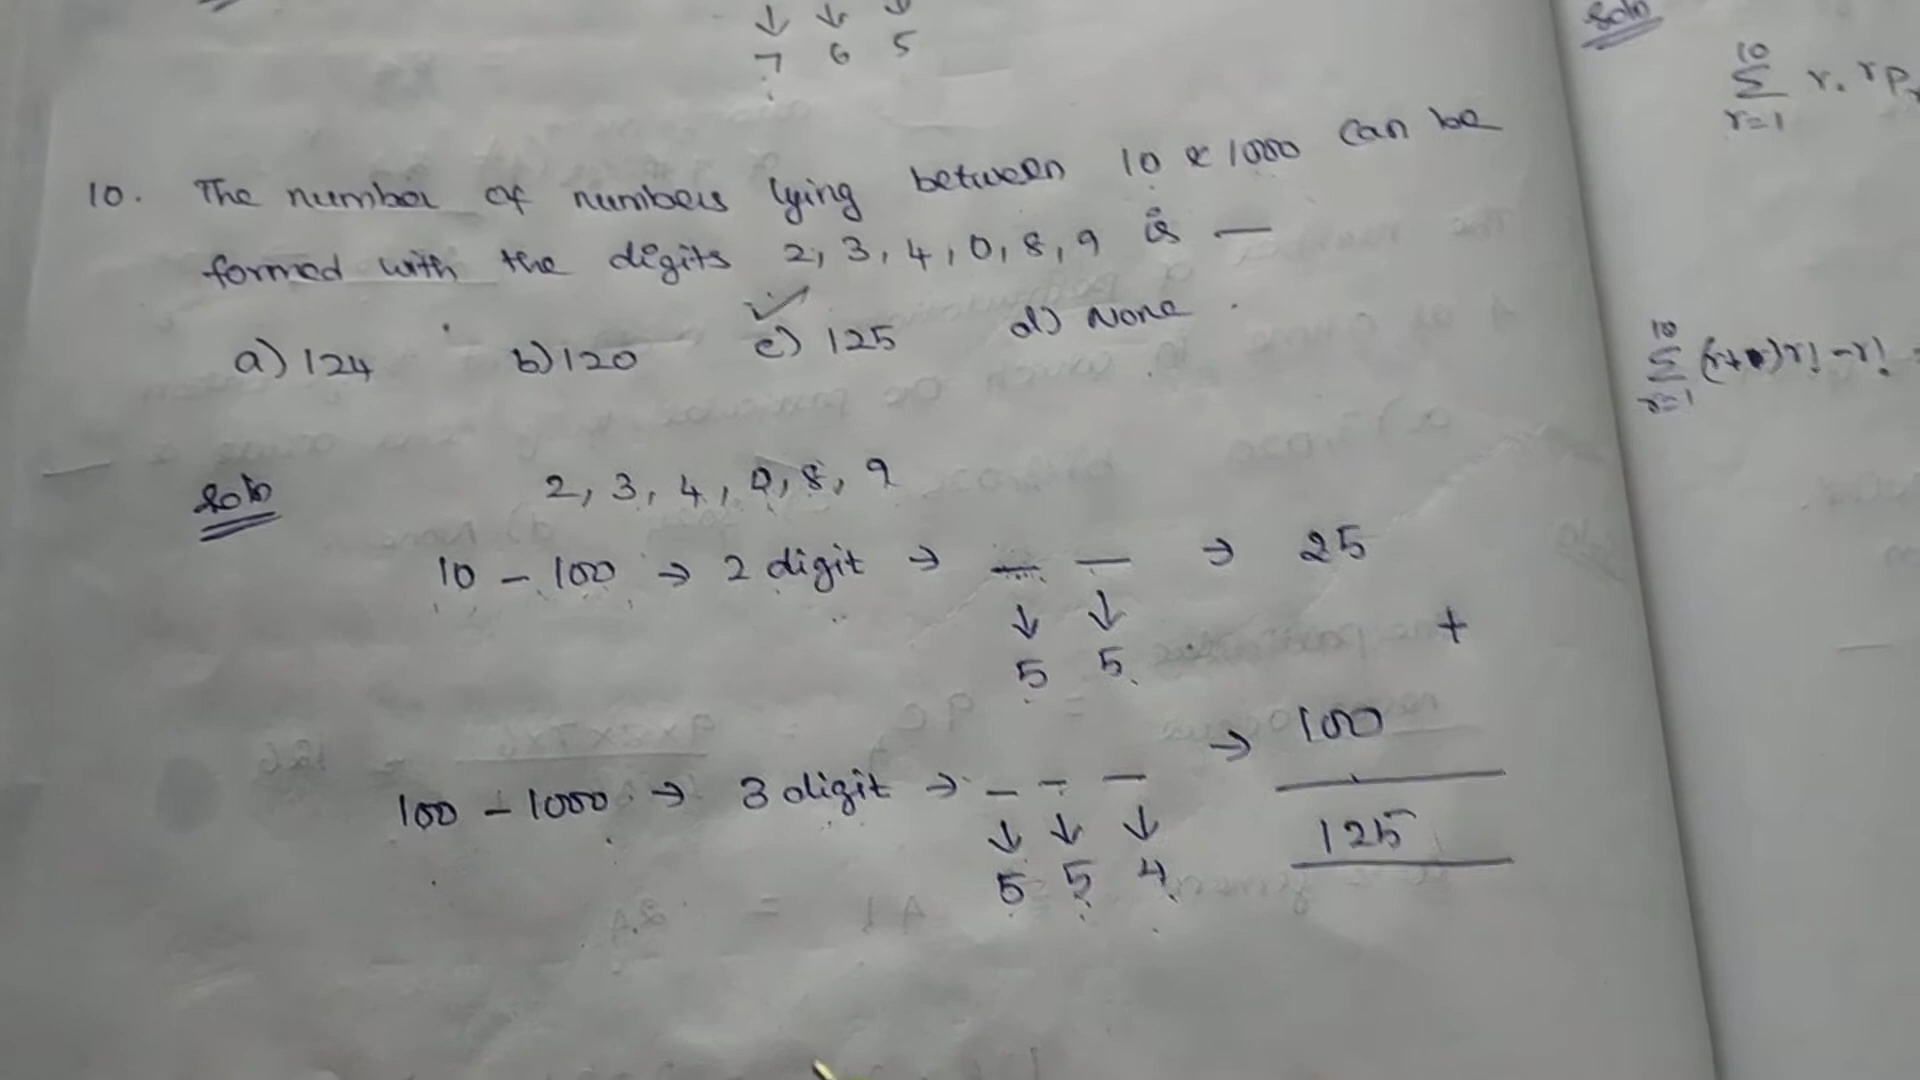 ↓ ↓ ↓
7 6 5
10. The number of numbers lying between 10 & 1000 can be
formed with the digits 2, 3, 4, 0, 8, 9 is —
a) 124 b) 120 c) 125 d) None
Soln
2, 3, 4, 0, 8, 9
10 - 100 → 2 digit → _ _ → 25
↓ ↓
5 5
+
100 - 1000 → 3 digit → _ _ _ → 100
↓ ↓ ↓
5 5 4
125
Soln
10
Σ r. rPr
r=1
10
Σ r! - r!
r=1